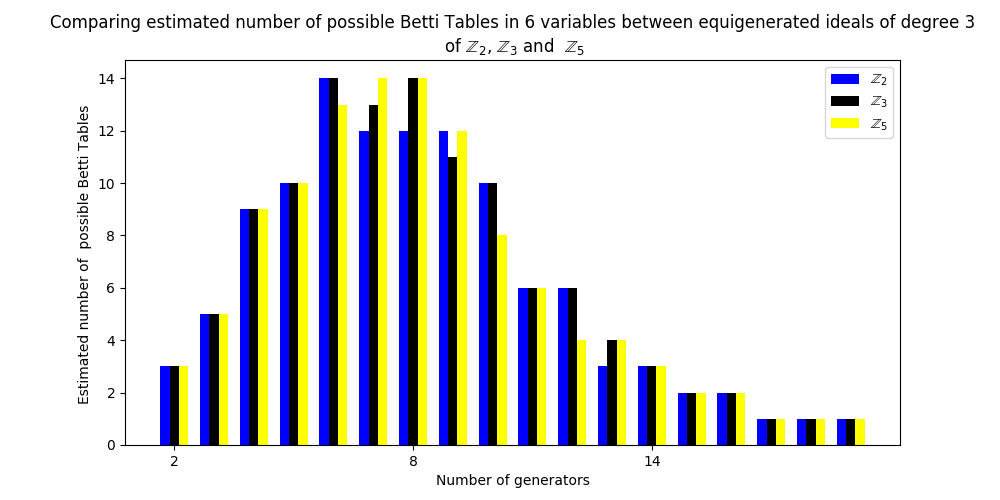 Comparing estimated number of possible Betti Tables in 6 variables between equigenerated ideals of degree 3
of ℤ₂, ℤ₃ and ℤ₅
ℤ₂
ℤ₃
ℤ₅
Estimated number of possible Betti Tables
14
12
10
8
6
4
2
0
2 8 14
Number of generators